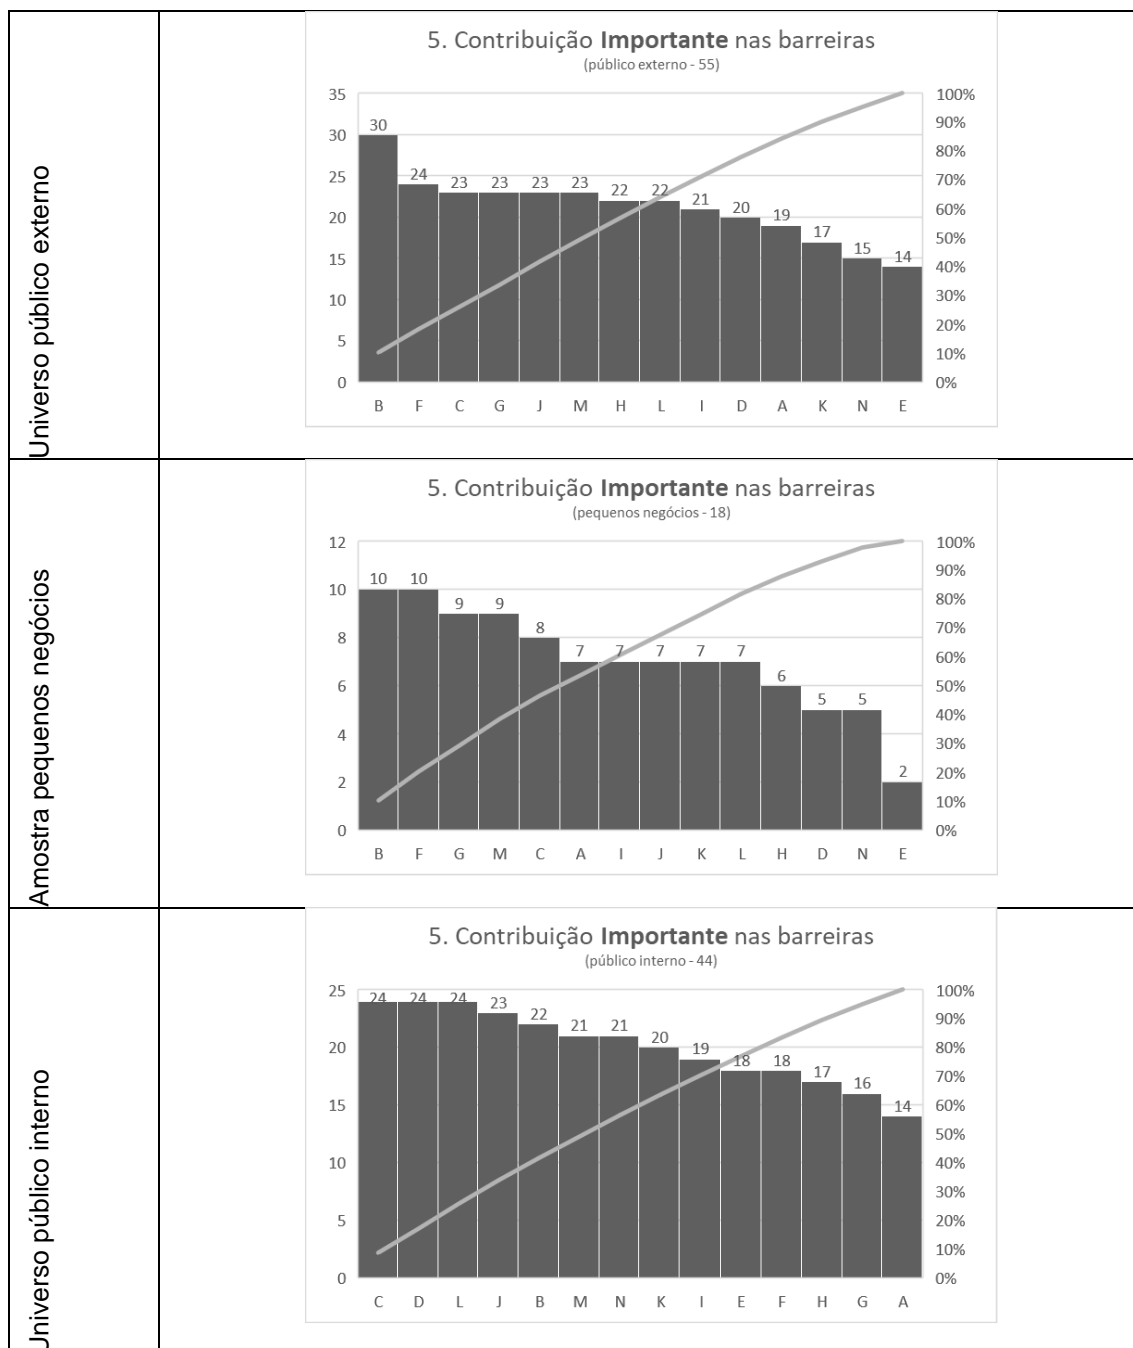 Universo público externo
5. Contribuição Importante nas barreiras
(público externo - 55)
35 100%
90%
30 80%
25 70%
20 60%
50%
15 40%
10 30%
5 20%
10%
0 0%
30 24 23 23 23 23 22 22 21 20 19 17 15 14
B F C G J M H L I D A K N E
Amostra pequenos negócios
5. Contribuição Importante nas barreiras
(pequenos negócios - 18)
12 100%
90%
10 80%
8 70%
60%
6 50%
4 40%
30%
2 20%
10%
0 0%
10 10 9 9 8 7 7 7 7 7 6 5 5 2
B F G M C A I J K L H D N E
Universo público interno
5. Contribuição Importante nas barreiras
(público interno - 44)
25 100%
90%
20 80%
70%
15 60%
50%
10 40%
30%
5 20%
10%
0 0%
24 24 24 23 22 21 21 20 19 18 18 17 16 14
C D L J B M N K I E F H G A